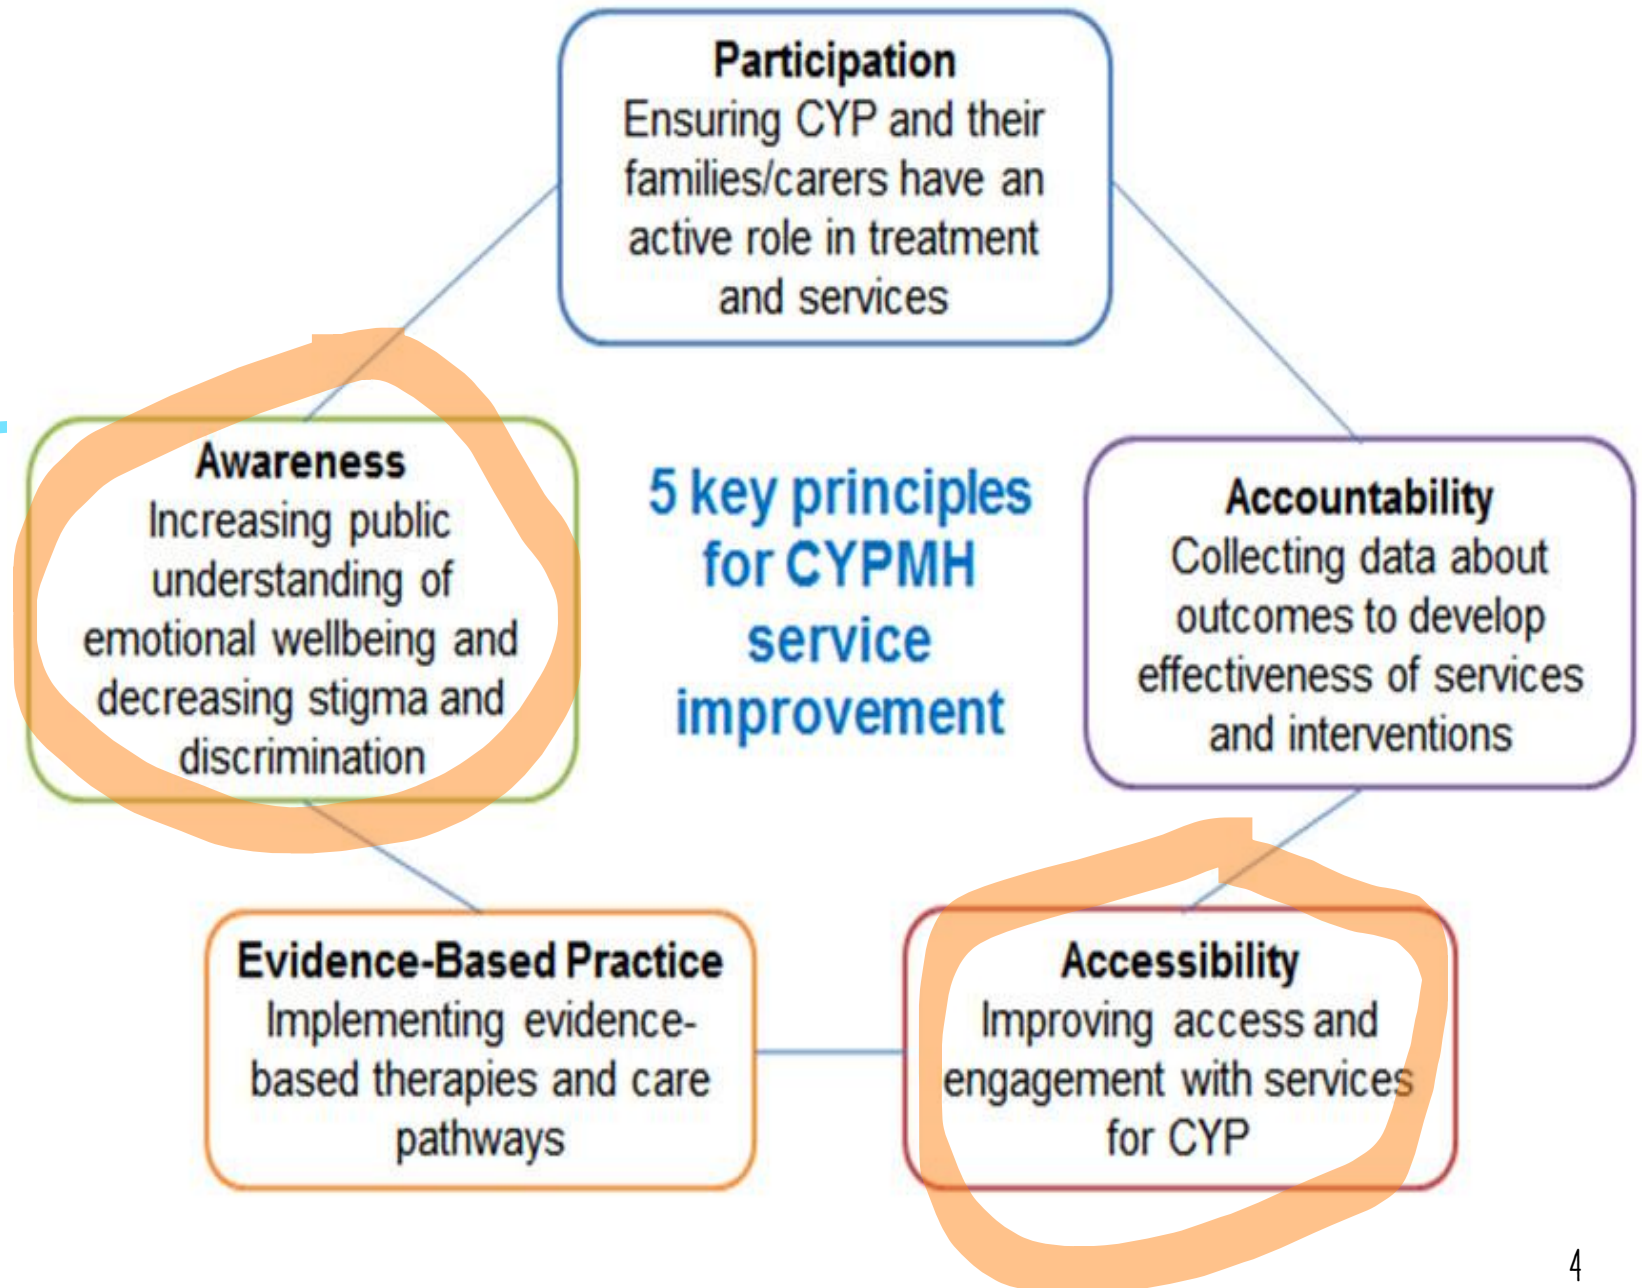 Participation
Ensuring CYP and their
families/carers have an
active role in treatment
and services
Awareness
Increasing public
understanding of
emotional wellbeing and
decreasing stigma and
discrimination
5 key principles
for CYPMH
service
improvement
Accountability
Collecting data about
outcomes to develop
effectiveness of services
and interventions
Evidence-Based Practice
Implementing evidence-
based therapies and care
pathways
Accessibility
Improving access and
engagement with services
for CYP
4